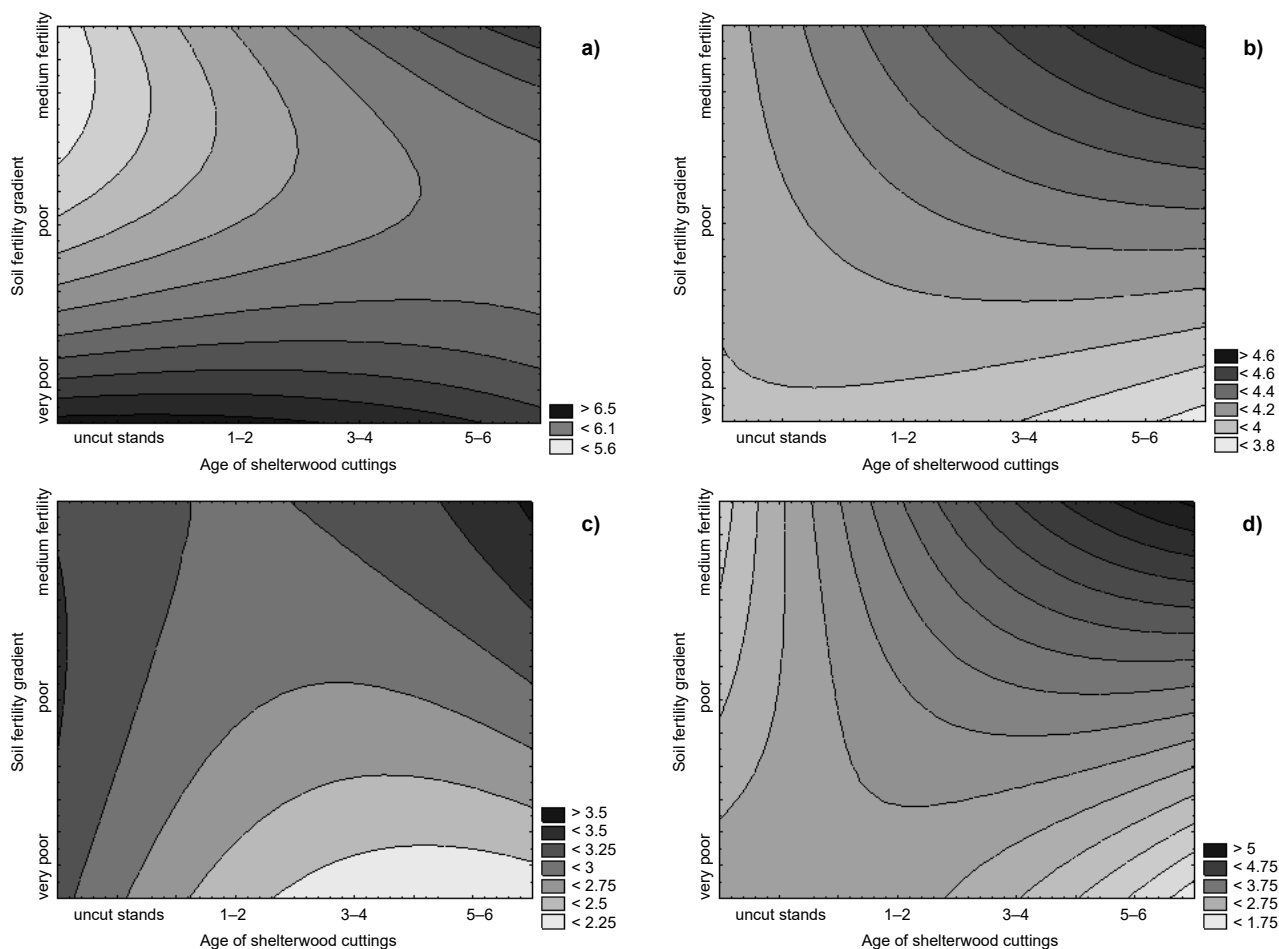 a)
Soil fertility gradient
medium fertility
poor
very poor
uncut stands 1–2 3–4 5–6
Age of shelterwood cuttings
> 6.5
< 6.1
< 5.6
b)
Soil fertility gradient
medium fertility
poor
very poor
uncut stands 1–2 3–4 5–6
Age of shelterwood cuttings
> 4.6
< 4.6
< 4.4
< 4.2
< 4
< 3.8
c)
Soil fertility gradient
medium fertility
poor
very poor
uncut stands 1–2 3–4 5–6
Age of shelterwood cuttings
> 3.5
< 3.5
< 3.25
< 3
< 2.75
< 2.5
< 2.25
d)
Soil fertility gradient
medium fertility
poor
very poor
uncut stands 1–2 3–4 5–6
Age of shelterwood cuttings
> 5
< 4.75
< 3.75
< 2.75
< 1.75